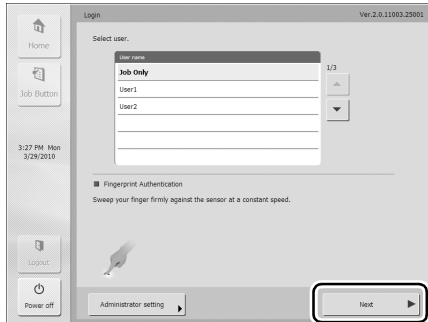 Login
Ver.2.0.11003.25001
Home
Job Button
3:27 PM Mon
3/29/2010
Logout
Power off
Select user.
User name
Job Only
User1
User2
1/3
Fingerprint Authentication
Sweep your finger firmly against the sensor at a constant speed.
Administrator setting
Next